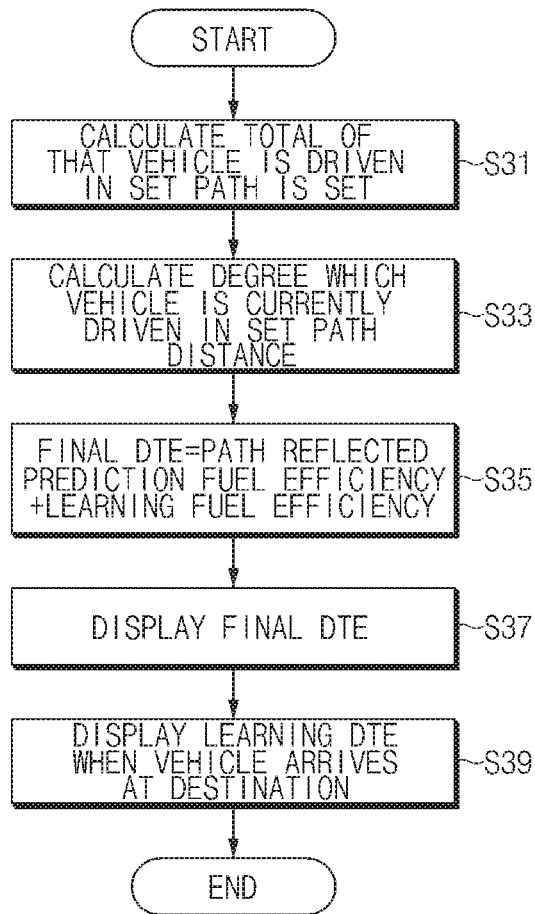 START
CALCULATE TOTAL OF
THAT VEHICLE IS DRIVEN
IN SET PATH IS SET
S31
CALCULATE DEGREE WHICH
VEHICLE IS CURRENTLY
DRIVEN IN SET PATH
DISTANCE
S33
FINAL DTE=PATH REFLECTED
PREDICTION FUEL EFFICIENCY
+LEARNING FUEL EFFICIENCY
S35
DISPLAY FINAL DTE
S37
DISPLAY LEARNING DTE
WHEN VEHICLE ARRIVES
AT DESTINATION
S39
END